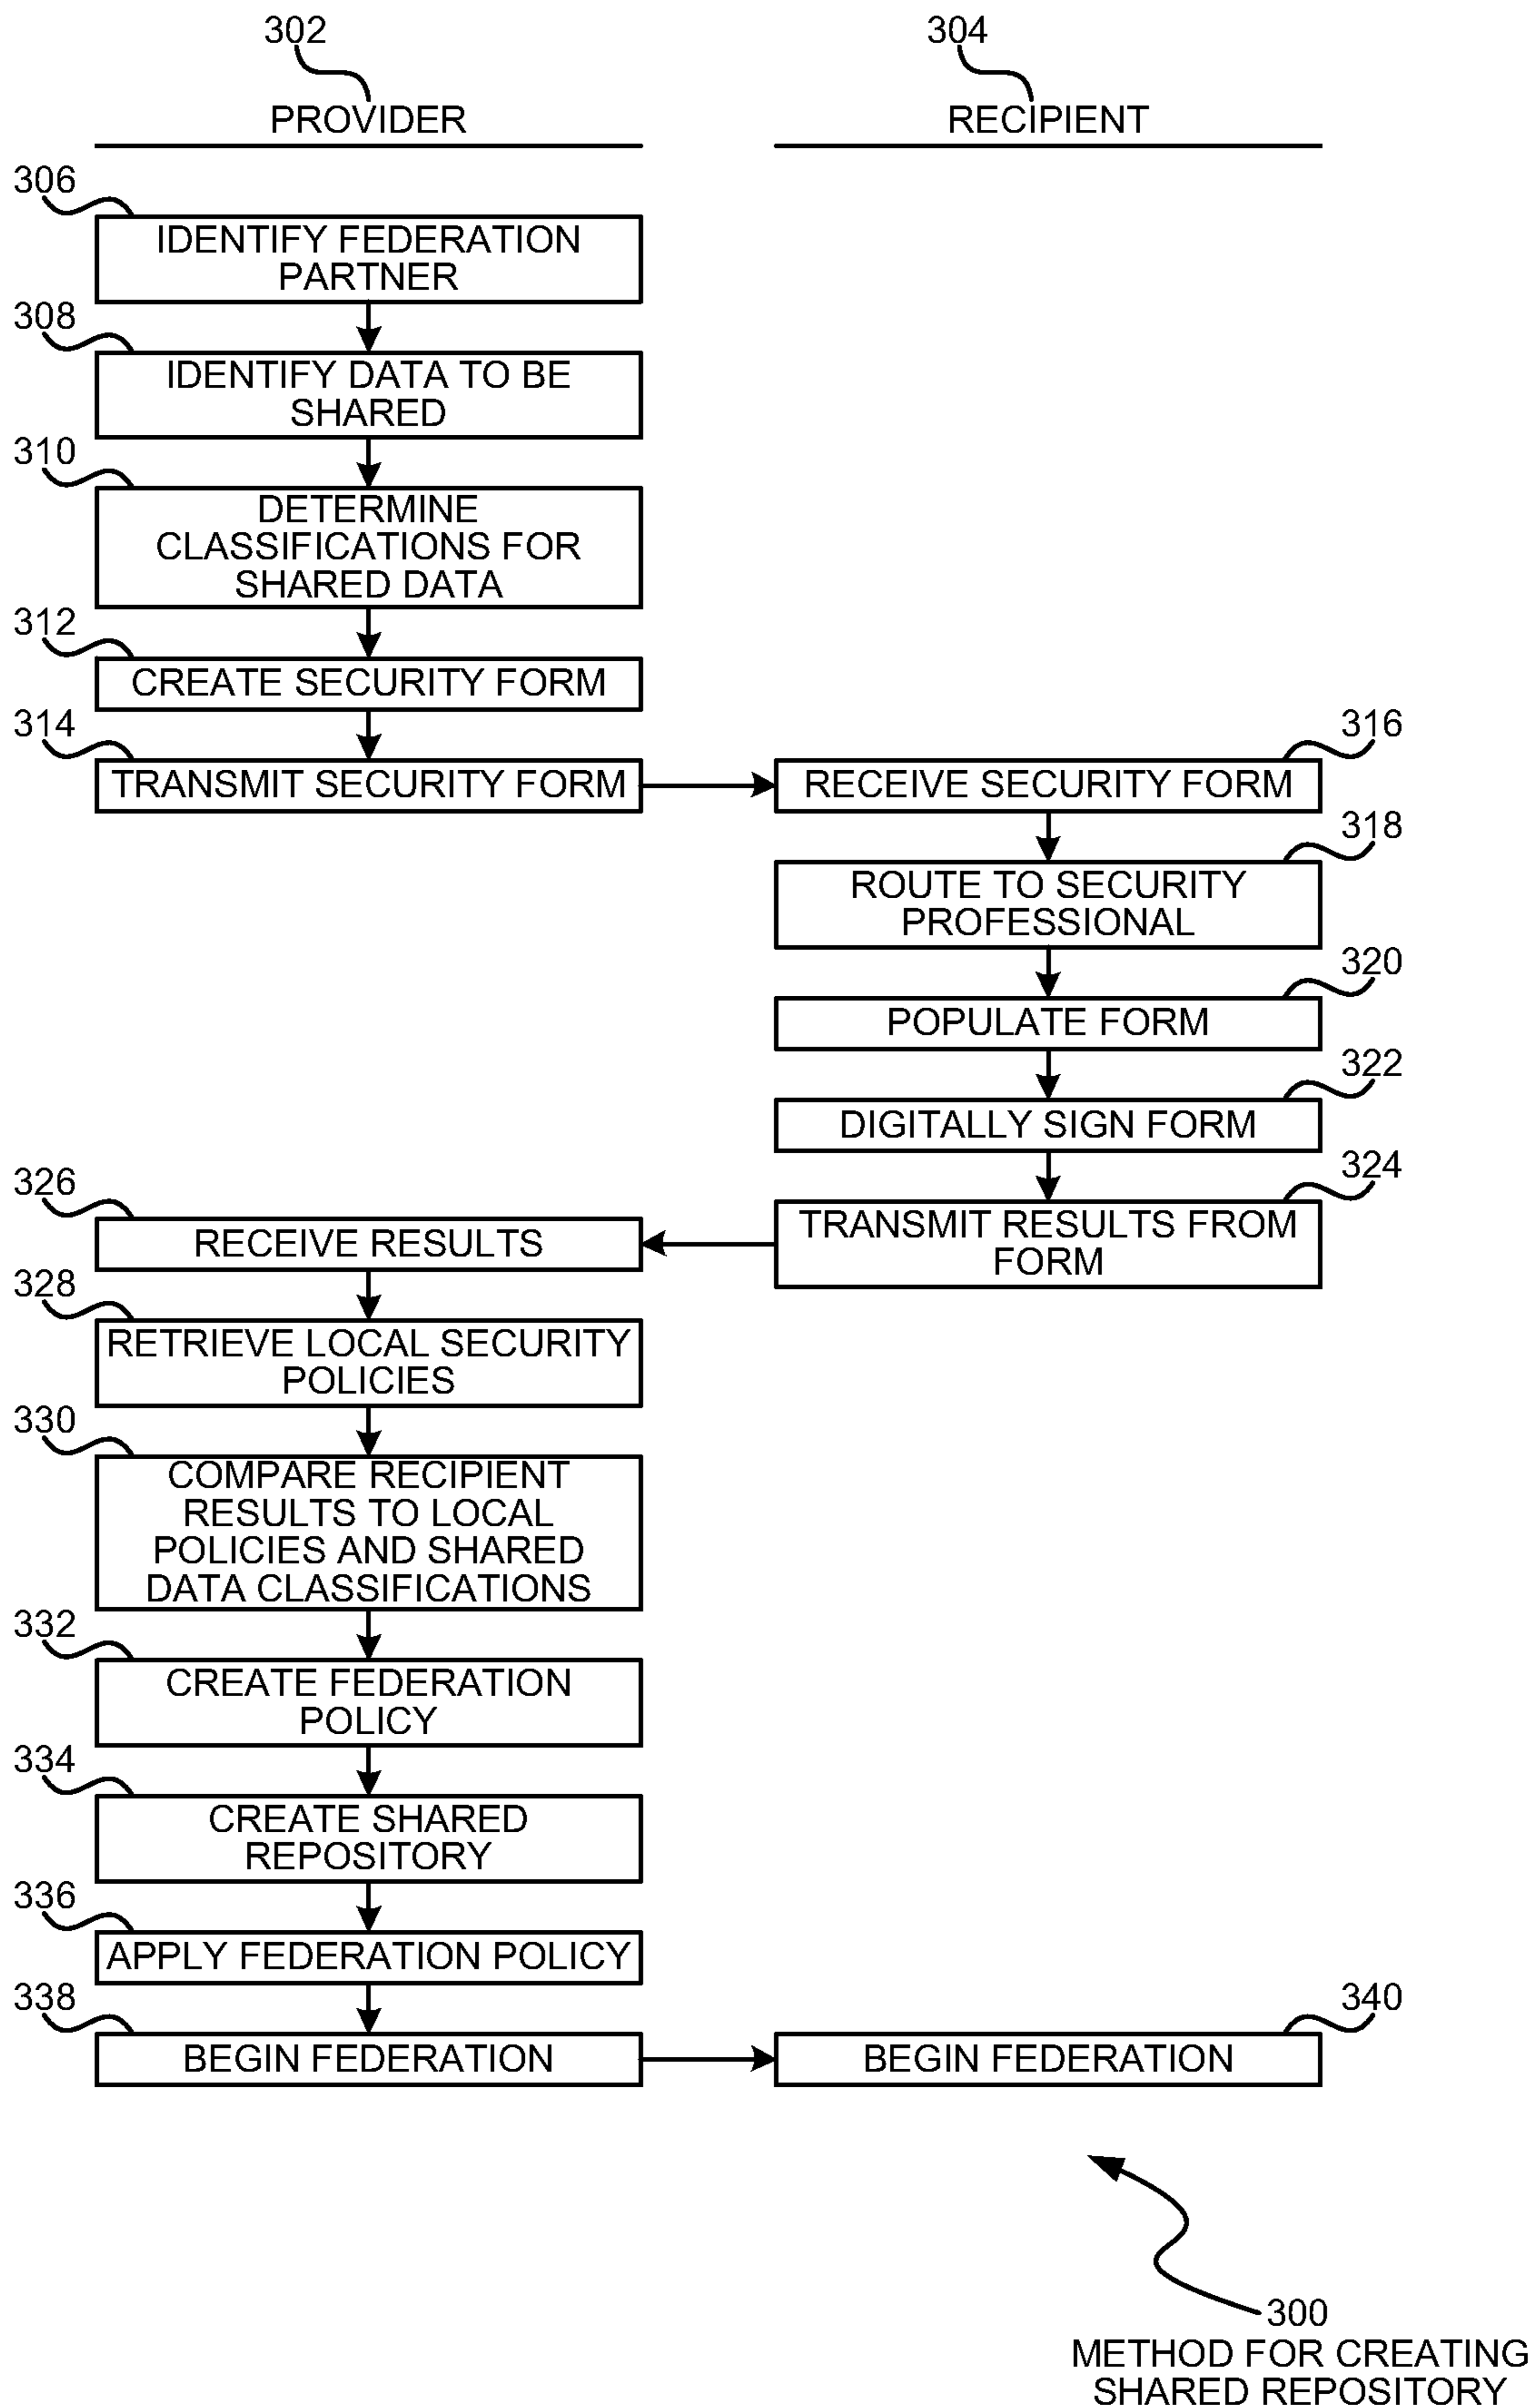 302
304
PROVIDER
RECIPIENT
306
IDENTIFY FEDERATION
PARTNER
308
IDENTIFY DATA TO BE
SHARED
310
DETERMINE
CLASSIFICATIONS FOR
SHARED DATA
312
CREATE SECURITY FORM
314
TRANSMIT SECURITY FORM
316
RECEIVE SECURITY FORM
318
ROUTE TO SECURITY
PROFESSIONAL
320
POPULATE FORM
322
DIGITALLY SIGN FORM
324
TRANSMIT RESULTS FROM
FORM
326
RECEIVE RESULTS
328
RETRIEVE LOCAL SECURITY
POLICIES
330
COMPARE RECIPIENT
RESULTS TO LOCAL
POLICIES AND SHARED
DATA CLASSIFICATIONS
332
CREATE FEDERATION
POLICY
334
CREATE SHARED
REPOSITORY
336
APPLY FEDERATION POLICY
338
BEGIN FEDERATION
340
BEGIN FEDERATION
300
METHOD FOR CREATING
SHARED REPOSITORY